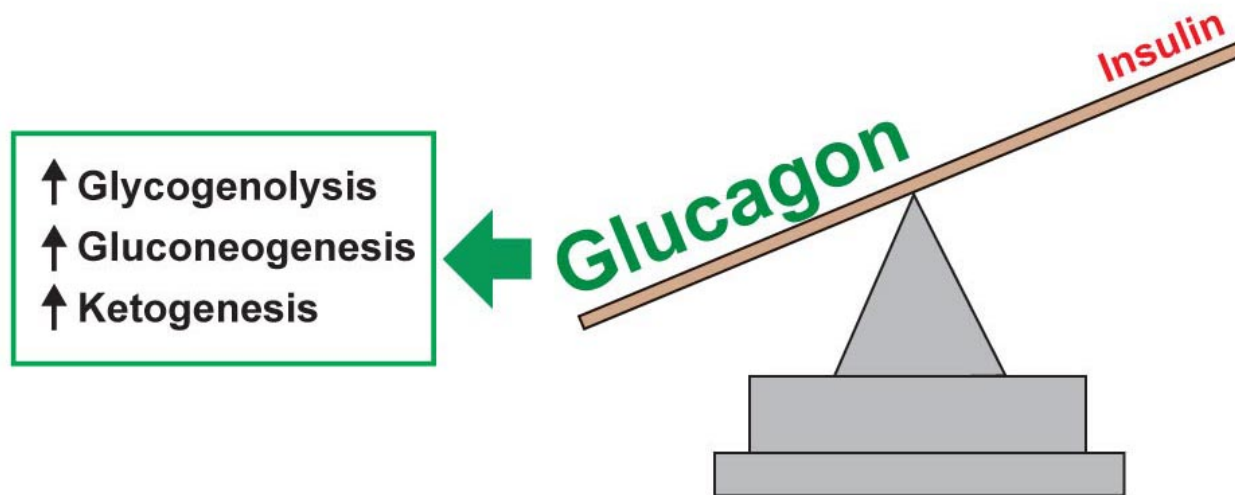 ↑ Glycogenolysis
↑ Gluconeogenesis
↑ Ketogenesis
Glucagon
Insulin